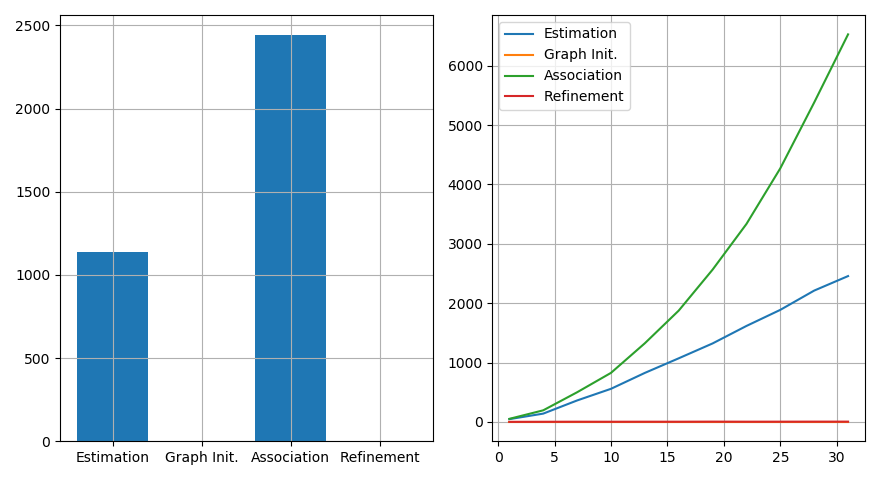 2500
2000
1500
1000
500
0
Estimation Graph Init. Association Refinement
Estimation
Graph Init.
Association
Refinement
6000
5000
4000
3000
2000
1000
0
0 5 10 15 20 25 30